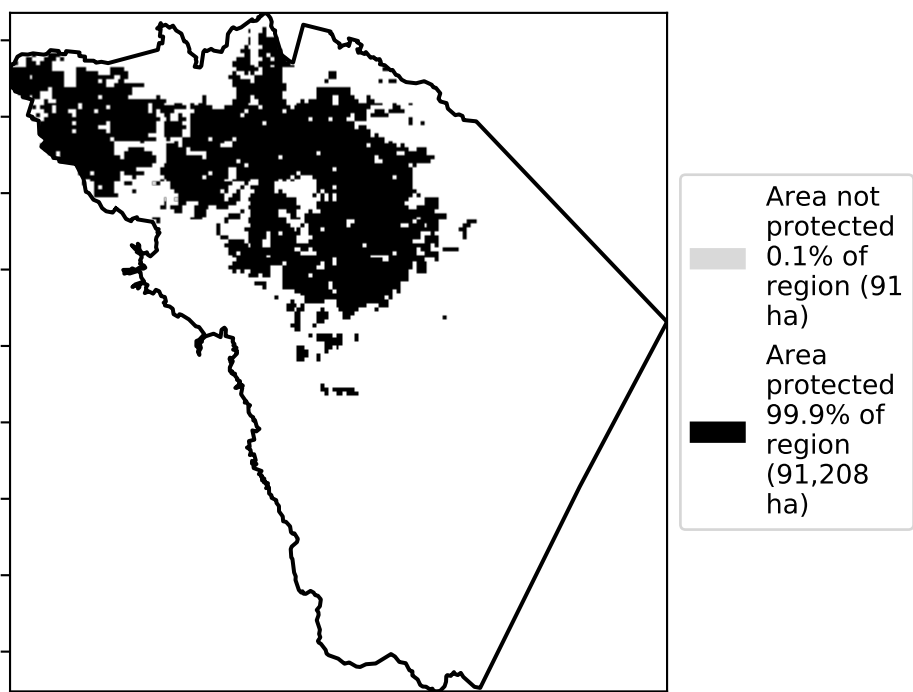 Area not
protected
0.1% of
region (91
ha)
Area
protected
99.9% of
region
(91,208
ha)